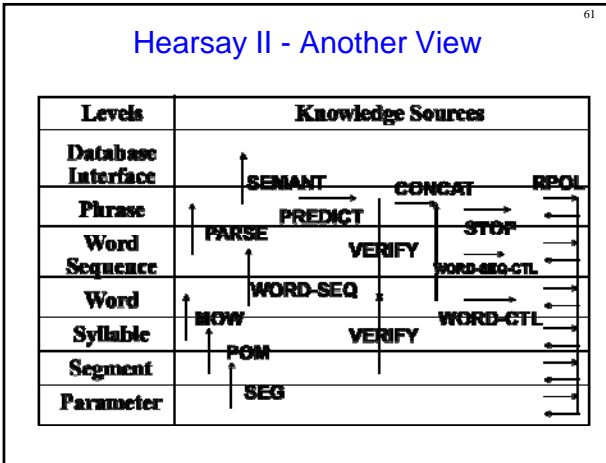 61
Hearsay II - Another View
Levels Knowledge Sources
Database
Interface
SEMANT CONCAT RPOL
Phrase PREDICT STOP
PARSE
Word
Sequence
VERIFY WORD-SEQ-CTL
Word WORD-SEQ
MOW WORD-CTL
Syllable VERIFY
POM
Segment
SEG
Parameter